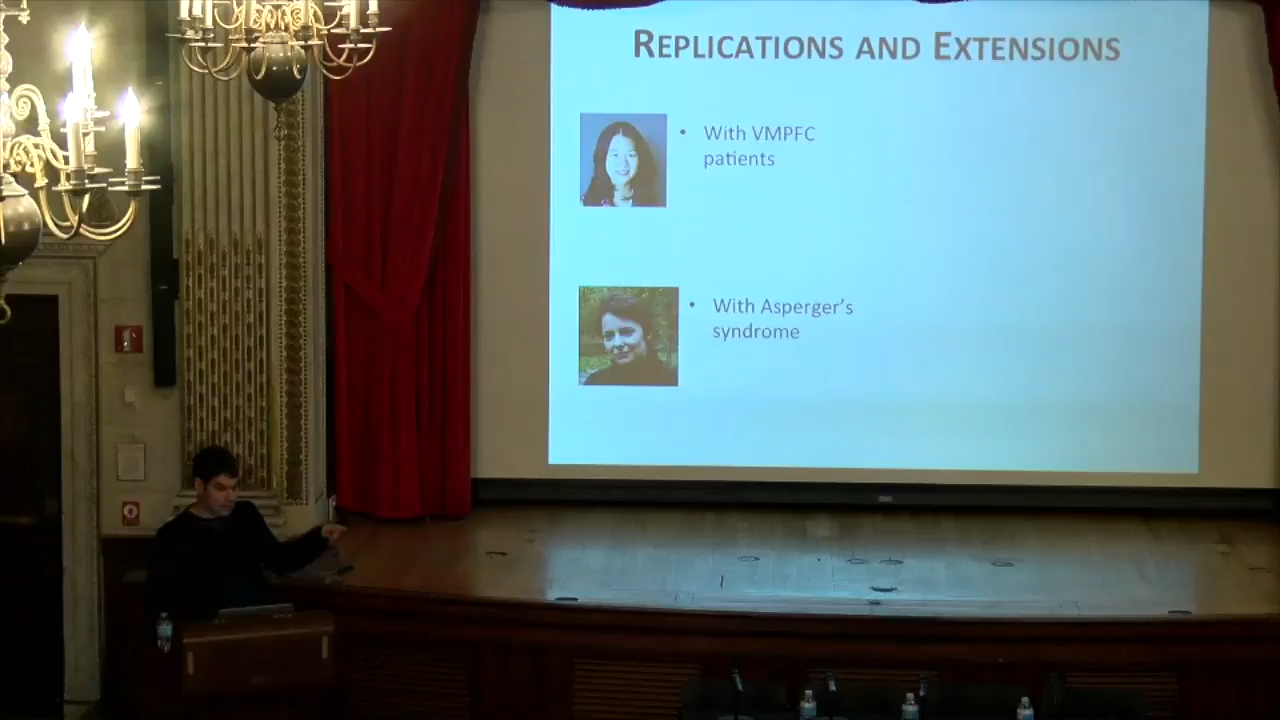 REPLICATIONS AND EXTENSIONS
• With VMPFC
patients
• With Asperger's
syndrome